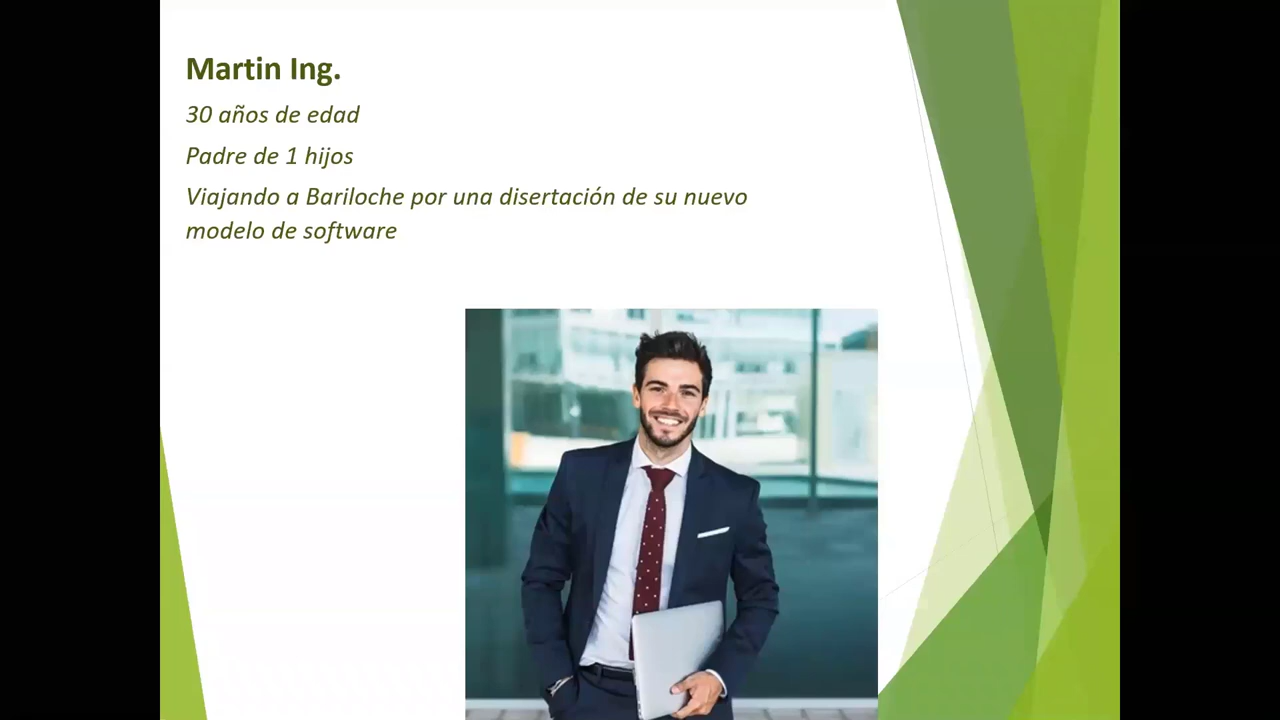 Martin Ing.
30 años de edad
Padre de 1 hijos
Viajando a Bariloche por una disertación de su nuevo
modelo de software